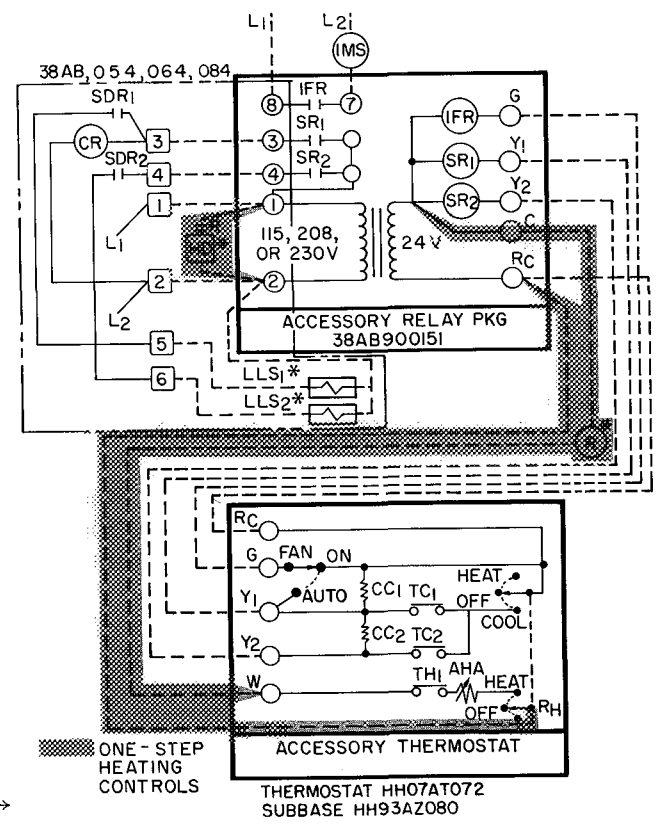 L1 L2
IMS
38AB, 054, 064, 084
SDR1
8 IFR 7
IFR G
CR 3
3 SR1
SR1 Y1
SDR2 4
4 SR2
SR2 Y2
1
1
C
L1
115, 208,
OR 230V
24V
RC
2
2
L2
ACCESSORY RELAY PKG
38AB900151
5
LLS1*
6
LLS2*
RC
G FAN ON
HEAT
AUTO
CC1 TC1 OFF
Y1
COOL
CC2 TC2
Y2
W TH1 AHA HEAT
OFF RH
ACCESSORY THERMOSTAT
ONE-STEP
HEATING
CONTROLS
THERMOSTAT HH07AT072
SUBBASE HH93AZ080